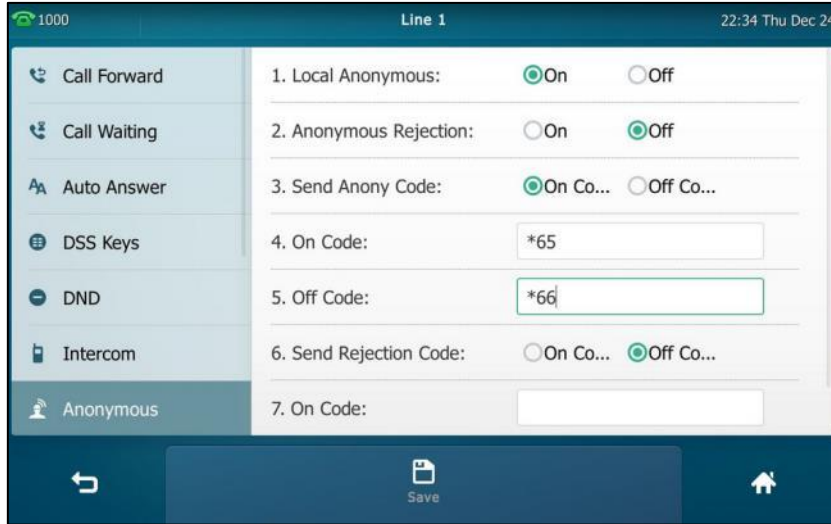 1000 Line 1 22:34 Thu Dec 24
Call Forward
Call Waiting
AA Auto Answer
DSS Keys
DND
Intercom
Anonymous
1. Local Anonymous: On Off
2. Anonymous Rejection: On Off
3. Send Anony Code: On Co... Off Co...
4. On Code: *65
5. Off Code: *66
6. Send Rejection Code: On Co... Off Co...
7. On Code:
Save